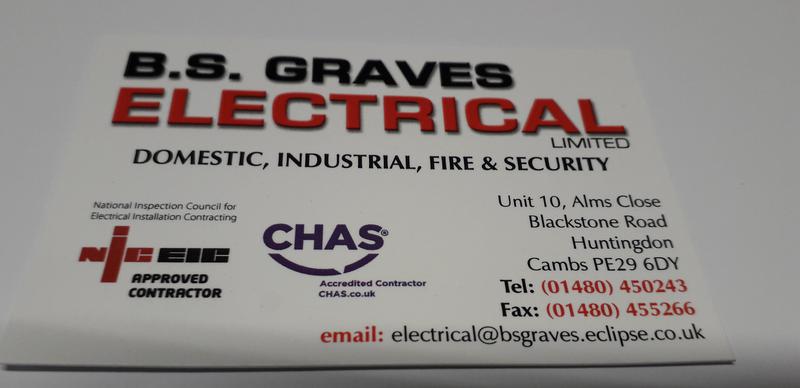 B.S. GRAVES
ELECTRICAL
LIMITED
DOMESTIC, INDUSTRIAL, FIRE & SECURITY
National Inspection Council for
Electrical Installation Contracting
NICEIC
APPROVED
CONTRACTOR
CHAS®
Accredited Contractor
CHAS.co.uk
Unit 10, Alms Close
Blackstone Road
Huntingdon
Cambs PE29 6DY
Tel: (01480) 450243
Fax: (01480) 455266
email: electrical@bsgraves.eclipse.co.uk